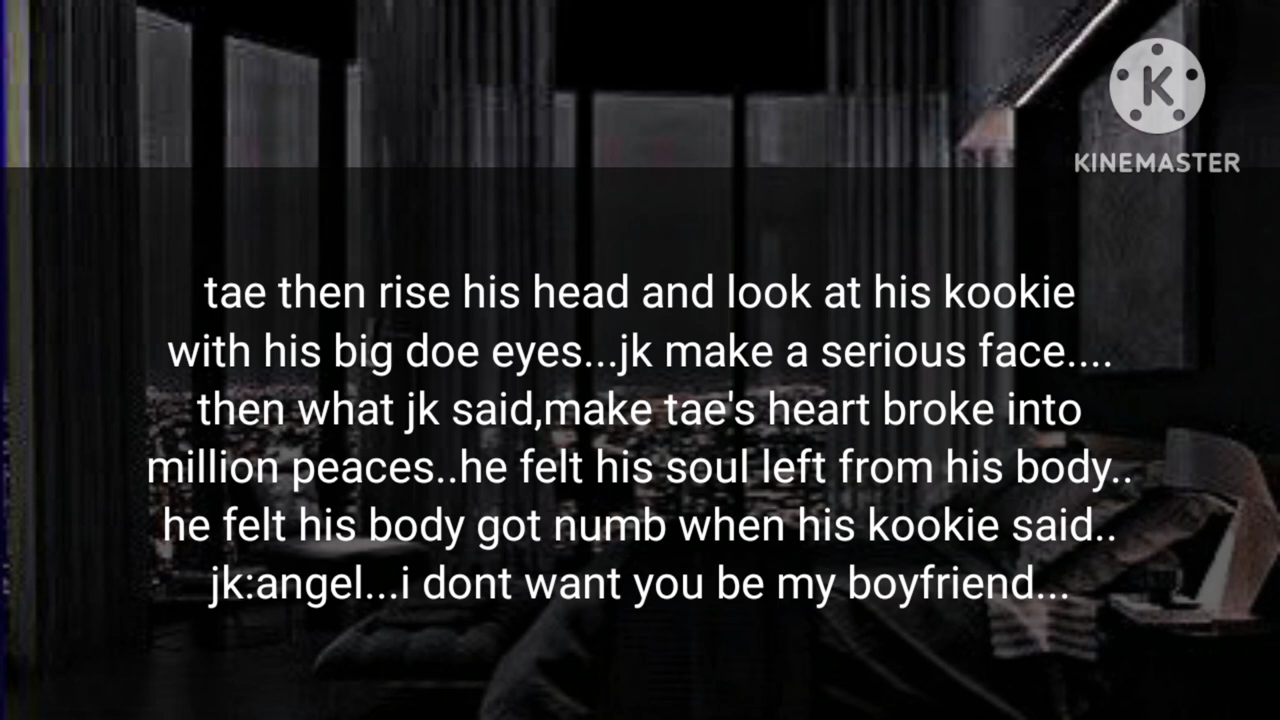 K
KINEMASTER
tae then rise his head and look at his kookie
with his big doe eyes...jk make a serious face....
then what jk said,make tae's heart broke into
million peaces..he felt his soul left from his body..
he felt his body got numb when his kookie said..
jk:angel...i dont want you be my boyfriend...